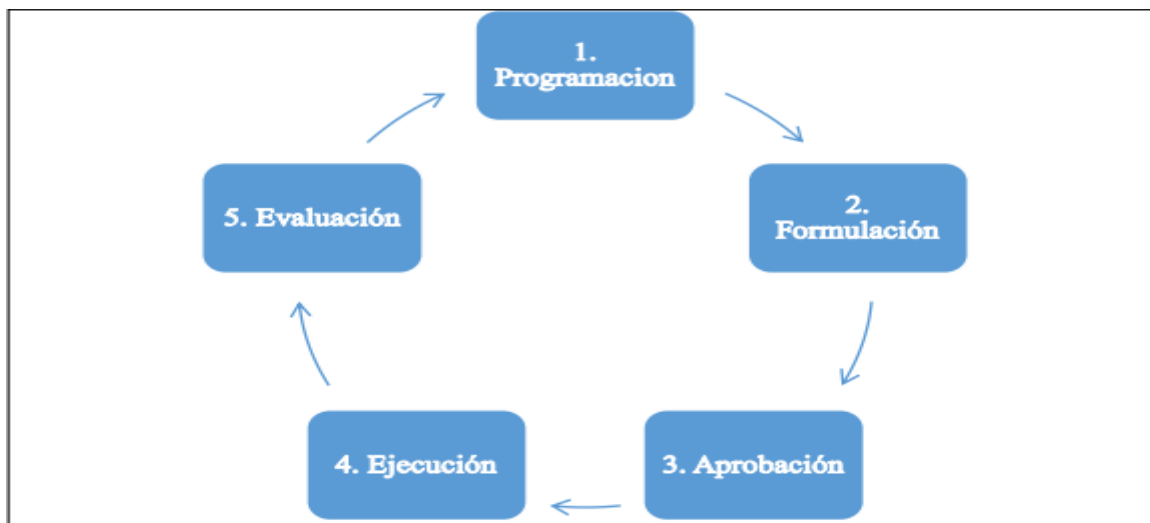 1.
Programacion
2.
Formulación
3. Aprobación
4. Ejecución
5. Evaluación